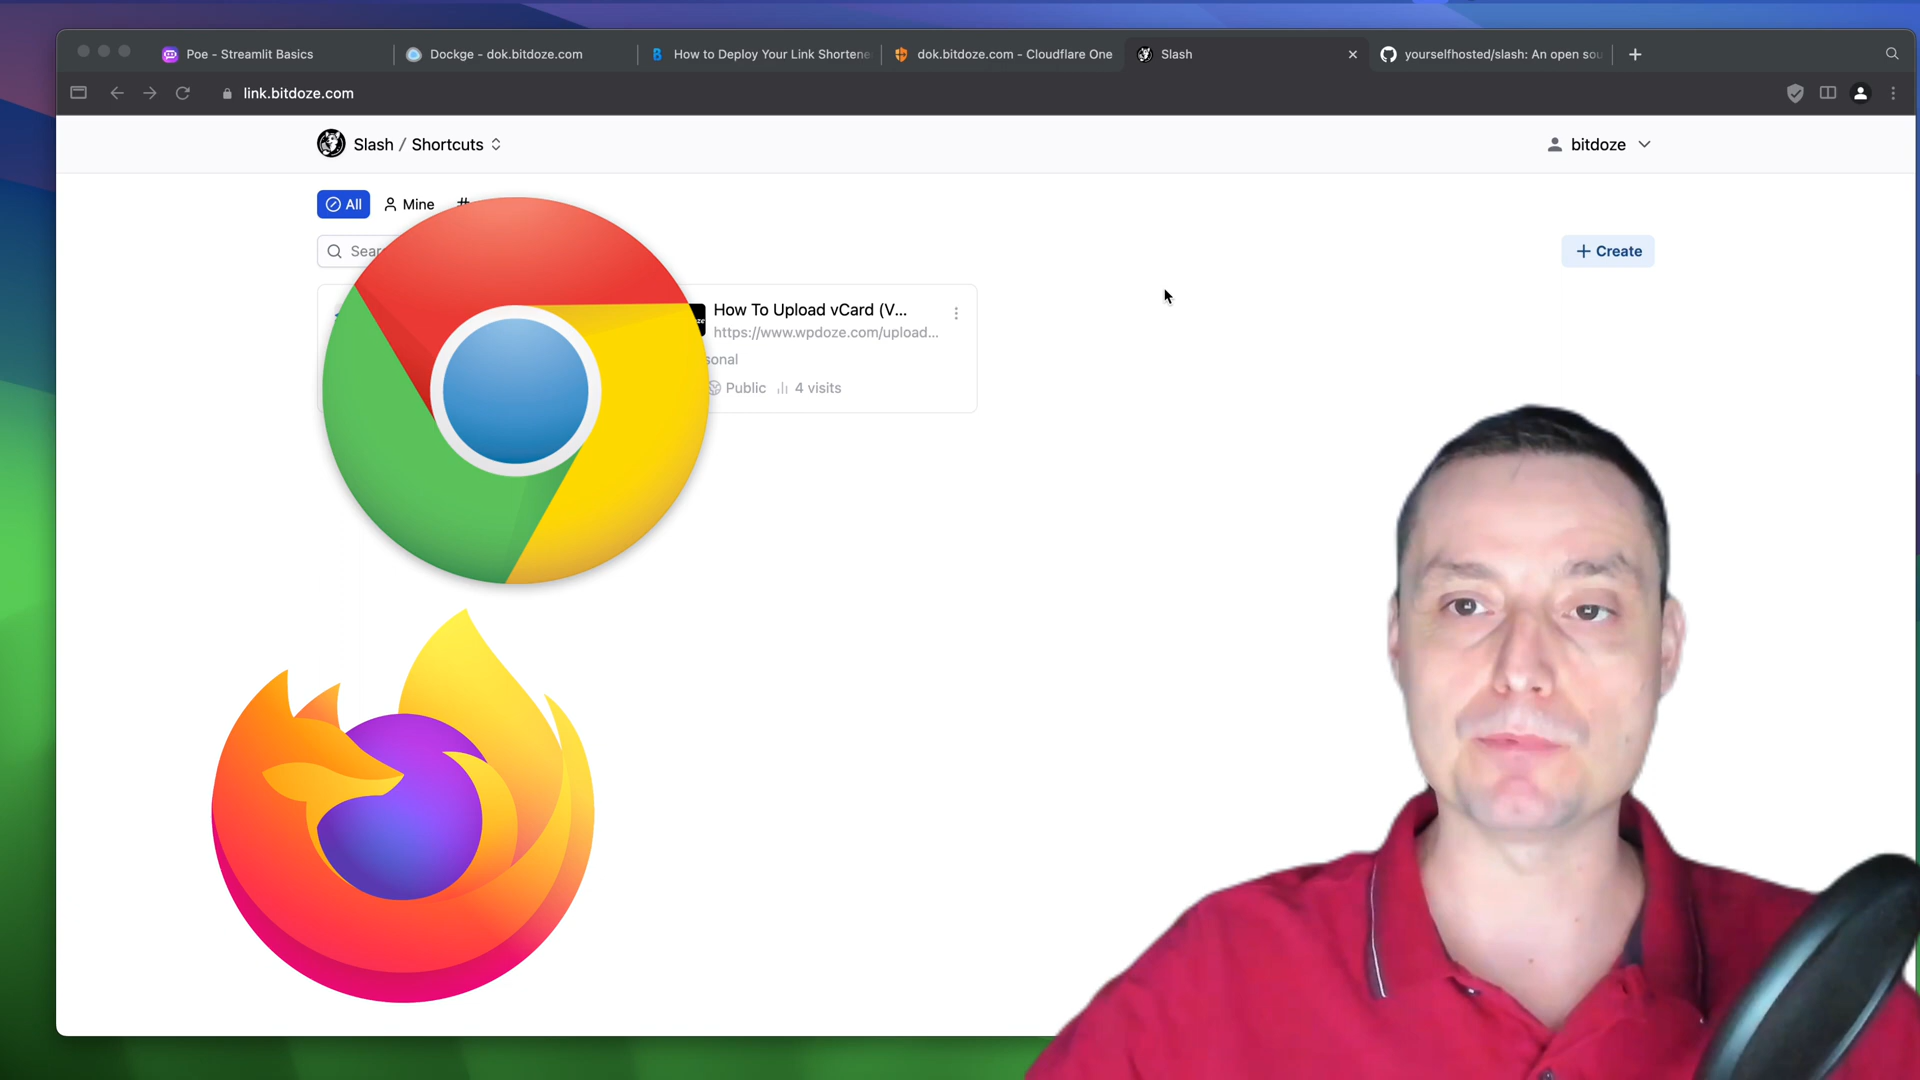 Poe - Streamlit Basics
Dockge - dok.bitdoze.com
How to Deploy Your Link Shortene
dok.bitdoze.com - Cloudflare One
Slash
yourselfhosted/slash: An open sou
link.bitdoze.com
Slash / Shortcuts
bitdoze
All
Mine
#
Sear
Create
How To Upload vCard (V...
https://www.wpdoze.com/upload...
sonal
Public
4 visits